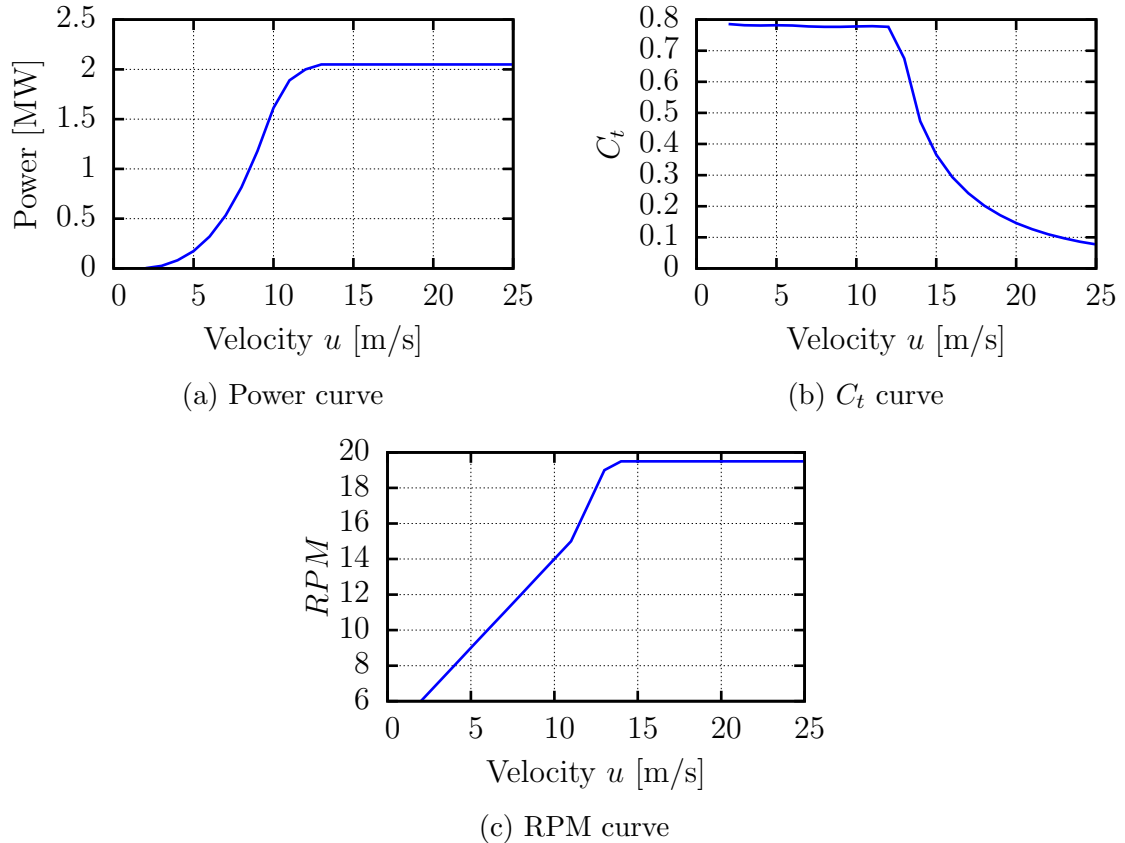 2.5
2
1.5
1
0.5
0
Power [MW]
0 5 10 15 20 25
Velocity u [m/s]
(a) Power curve
0.8
0.7
0.6
0.5
0.4
0.3
0.2
0.1
0
C_t
0 5 10 15 20 25
Velocity u [m/s]
(b) C_t curve
20
18
16
14
12
10
8
6
RPM
0 5 10 15 20 25
Velocity u [m/s]
(c) RPM curve